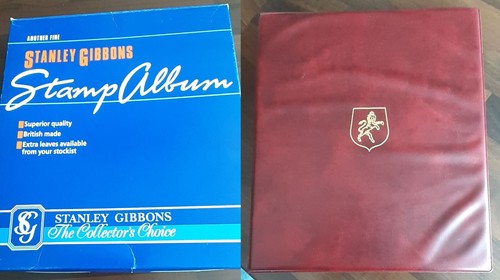 ANOTHER FINE
STANLEY GIBBONS
Stamp Album
Superior quality
British made
Extra leaves available
from your stockist
SG
STANLEY GIBBONS
The Collector's Choice